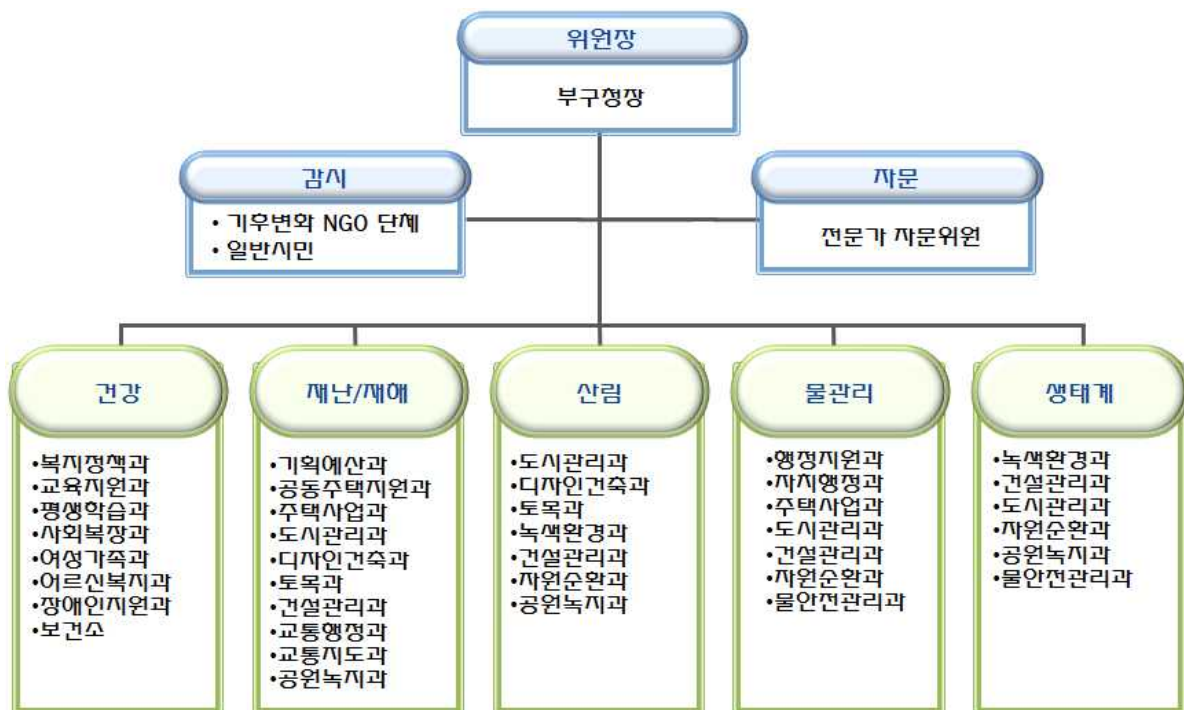 위원장
부구청장
감시
• 기후변화 NGO 단체
• 일반시민
자문
전문가 자문위원
건강
•복지정책과
•교육지원과
•평생학습과
•사회복장과
•여성가족과
•어르신복지과
•장애인지원과
•보건소
재난/재해
•기획예산과
•공동주택지원과
•주택사업과
•도시관리과
•디자인건축과
•토목과
•건설관리과
•교통행정과
•교통지도과
•공원녹지과
산림
•도시관리과
•디자인건축과
•토목과
•녹색환경과
•건설관리과
•자원순환과
•공원녹지과
물관리
•행정지원과
•자치행정과
•주택사업과
•도시관리과
•건설관리과
•자원순환과
•물안전관리과
생태계
•녹색환경과
•건설관리과
•도시관리과
•자원순환과
•공원녹지과
•물안전관리과